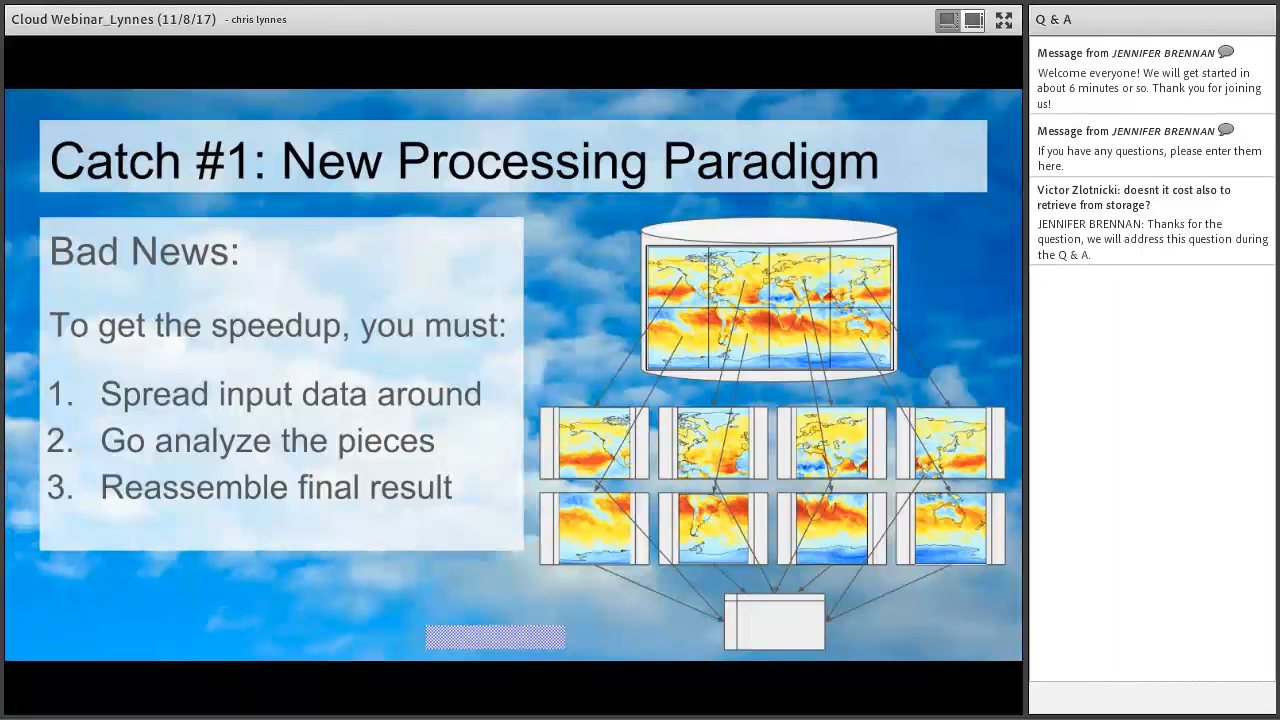 Cloud Webinar_Lynnes (11/8/17) - chris lynnes
Catch #1: New Processing Paradigm
Bad News:
To get the speedup, you must:
1. Spread input data around
2. Go analyze the pieces
3. Reassemble final result
Q & A
Message from JENNIFER BRENNAN
Welcome everyone! We will get started in
about 6 minutes or so. Thank you for joining
us!
Message from JENNIFER BRENNAN
If you have any questions, please enter them
here.
Victor Zlotnicki: doesnt it cost also to
retrieve from storage?
JENNIFER BRENNAN: Thanks for the
question, we will address this question during
the Q & A.